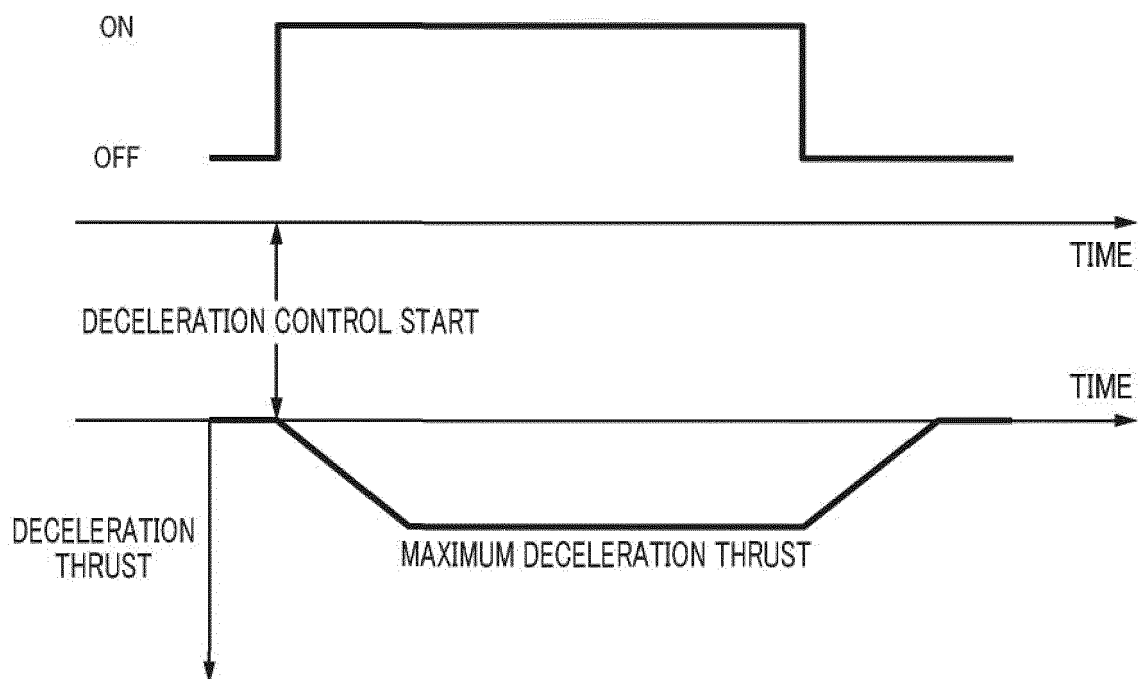 ON
OFF
TIME
DECELERATION CONTROL START
TIME
DECELERATION
THRUST
MAXIMUM DECELERATION THRUST